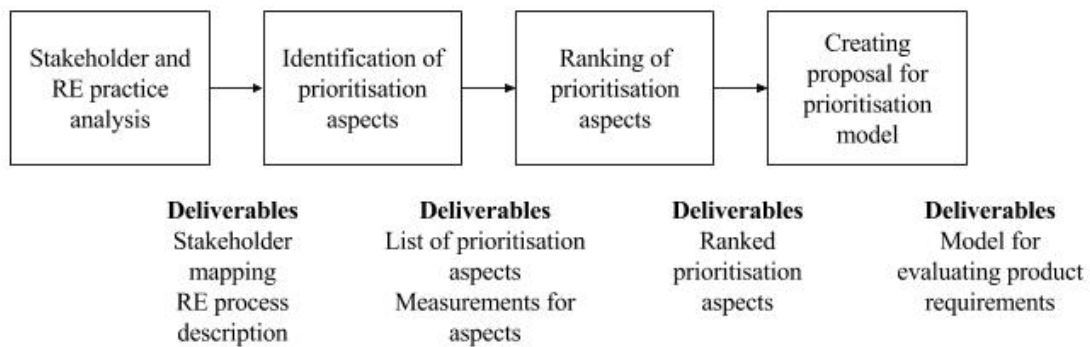 Stakeholder and
RE practice
analysis
Identification of
prioritisation
aspects
Ranking of
prioritisation
aspects
Creating
proposal for
prioritisation
model
Deliverables
Stakeholder
mapping
RE process
description
Deliverables
List of prioritisation
aspects
Measurements for
aspects
Deliverables
Ranked
prioritisation
aspects
Deliverables
Model for
evaluating product
requirements